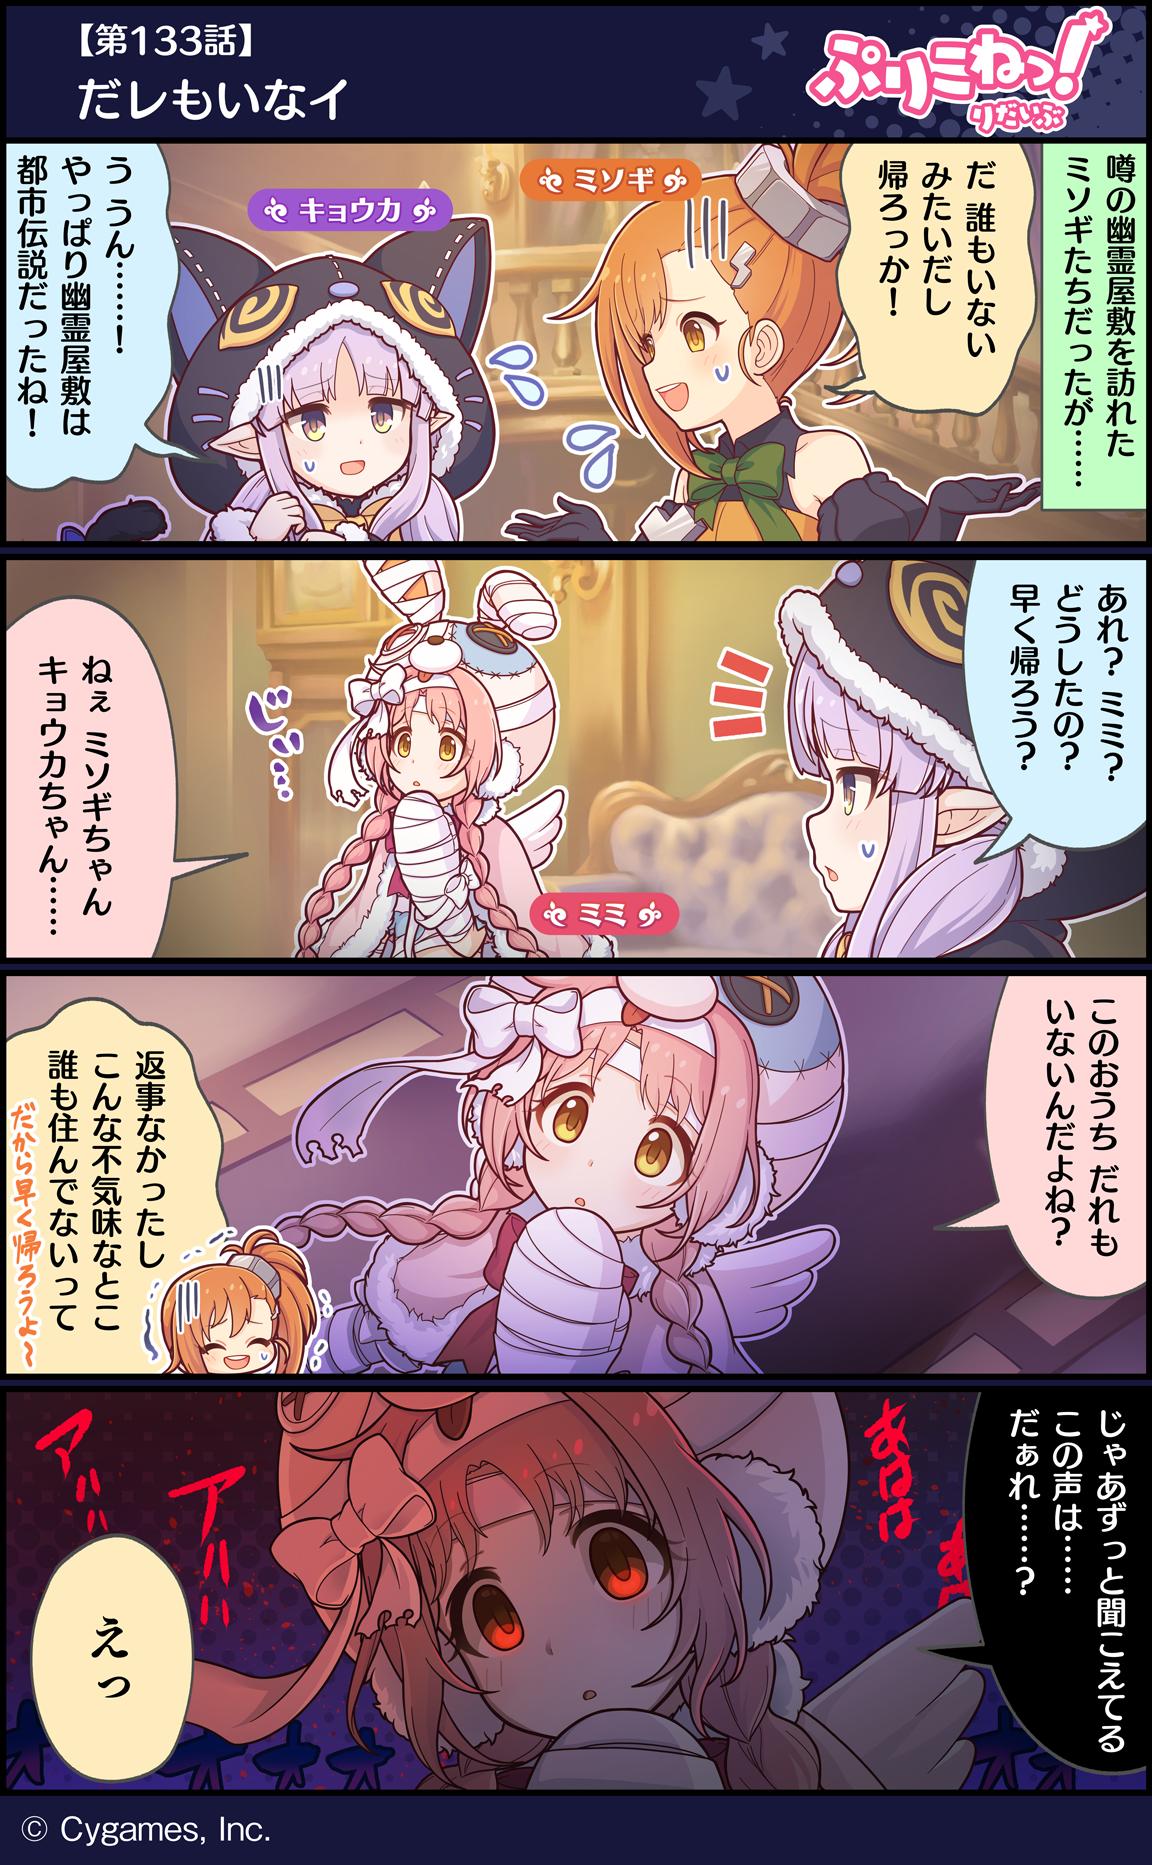 【第133話】
だレもいなイ
ぷりこねっ!
りだいぶ
噂の幽霊屋敷を訪れた
ミソギたちだったが……
ミソギ
だ 誰もいない
みたいだし
帰ろっか!
キョウカ
う うん……!
やっぱり幽霊屋敷は
都市伝説だったね!
あれ? ミミ?
どうしたの?
早く帰ろう?
じぃ…
ミミ
ねぇ ミソギちゃん
キョウカちゃん……
このおうち だれも
いないんだよね?
返事なかったし
こんな不気味なとこ
誰も住んでないって
だから早く帰ろうよ~
じゃあずっと聞こえてる
この声は……
だぁれ……?
あはは
アハハ
アハハ
えっ
オオオオ
© Cygames, Inc.